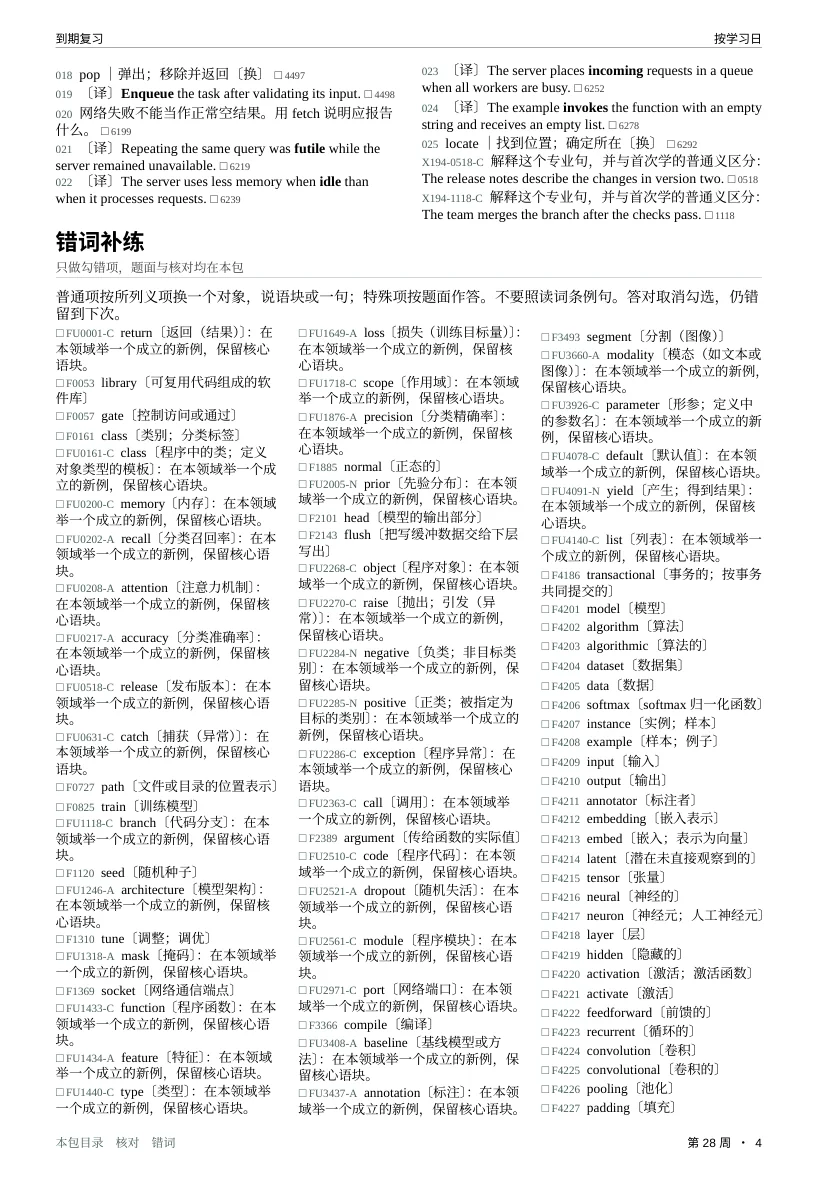 到期复习
按学习日
018 pop ｜弹出；移除并返回〔换〕 □ 4497
019 〔译〕Enqueue the task after validating its input. □ 4498
020 网络失败不能当作正常空结果。用 fetch 说明应报告
什么。 □ 6199
021 〔译〕Repeating the same query was futile while the
server remained unavailable. □ 6219
022 〔译〕The server uses less memory when idle than
when it processes requests. □ 6239
023 〔译〕The server places incoming requests in a queue
when all workers are busy. □ 6252
024 〔译〕The example invokes the function with an empty
string and receives an empty list. □ 6278
025 locate ｜找到位置；确定所在〔换〕 □ 6292
X194-0518-C 解释这个专业句，并与首次学的普通义区分：
The release notes describe the changes in version two. □ 0518
X194-1118-C 解释这个专业句，并与首次学的普通义区分：
The team merges the branch after the checks pass. □ 1118
错词补练
只做勾错项，题面与核对均在本包
普通项按所列义项换一个对象，说语块或一句；特殊项按题面作答。不要照读词条例句。答对取消勾选，仍错
留到下次。
□ FU0001-C return〔返回（结果）〕：在
本领域举一个成立的新例，保留核心
语块。
□ F0053 library〔可复用代码组成的软
件库〕
□ F0057 gate〔控制访问或通过〕
□ F0161 class〔类别；分类标签〕
□ FU0161-C class〔程序中的类；定义
对象类型的模板〕：在本领域举一个成
立的新例，保留核心语块。
□ FU0200-C memory〔内存〕：在本领域
举一个成立的新例，保留核心语块。
□ FU0202-A recall〔分类召回率〕：在本
领域举一个成立的新例，保留核心语
块。
□ FU0208-A attention〔注意力机制〕：
在本领域举一个成立的新例，保留核
心语块。
□ FU0217-A accuracy〔分类准确率〕：
在本领域举一个成立的新例，保留核
心语块。
□ FU0518-C release〔发布版本〕：在本
领域举一个成立的新例，保留核心语
块。
□ FU0631-C catch〔捕获（异常）〕：在
本领域举一个成立的新例，保留核心
语块。
□ F0727 path〔文件或目录的位置表示〕
□ F0825 train〔训练模型〕
□ FU1118-C branch〔代码分支〕：在本
领域举一个成立的新例，保留核心语
块。
□ F1120 seed〔随机种子〕
□ FU1246-A architecture〔模型架构〕：
在本领域举一个成立的新例，保留核
心语块。
□ F1310 tune〔调整；调优〕
□ FU1318-A mask〔掩码〕：在本领域举
一个成立的新例，保留核心语块。
□ F1369 socket〔网络通信端点〕
□ FU1433-C function〔程序函数〕：在本
领域举一个成立的新例，保留核心语
块。
□ FU1434-A feature〔特征〕：在本领域
举一个成立的新例，保留核心语块。
□ FU1440-C type〔类型〕：在本领域举
一个成立的新例，保留核心语块。
□ FU1649-A loss〔损失（训练目标量）〕：
在本领域举一个成立的新例，保留核
心语块。
□ FU1718-C scope〔作用域〕：在本领域
举一个成立的新例，保留核心语块。
□ FU1876-A precision〔分类精确率〕：
在本领域举一个成立的新例，保留核
心语块。
□ F1885 normal〔正态的〕
□ FU2005-N prior〔先验分布〕：在本领
域举一个成立的新例，保留核心语块。
□ F2101 head〔模型的输出部分〕
□ F2143 flush〔把写缓冲数据交给下层
写出〕
□ FU2268-C object〔程序对象〕：在本领
域举一个成立的新例，保留核心语块。
□ FU2270-C raise〔抛出；引发（异
常）〕：在本领域举一个成立的新例，
保留核心语块。
□ FU2284-N negative〔负类；非目标类
别〕：在本领域举一个成立的新例，保
留核心语块。
□ FU2285-N positive〔正类；被指定为
目标的类别〕：在本领域举一个成立的
新例，保留核心语块。
□ FU2286-C exception〔程序异常〕：在
本领域举一个成立的新例，保留核心
语块。
□ FU2363-C call〔调用〕：在本领域举
一个成立的新例，保留核心语块。
□ F2389 argument〔传给函数的实际值〕
□ FU2510-C code〔程序代码〕：在本领
域举一个成立的新例，保留核心语块。
□ FU2521-A dropout〔随机失活〕：在本
领域举一个成立的新例，保留核心语
块。
□ FU2561-C module〔程序模块〕：在本
领域举一个成立的新例，保留核心语
块。
□ FU2971-C port〔网络端口〕：在本领
域举一个成立的新例，保留核心语块。
□ F3366 compile〔编译〕
□ FU3408-A baseline〔基线模型或方
法〕：在本领域举一个成立的新例，保
留核心语块。
□ FU3437-A annotation〔标注〕：在本领
域举一个成立的新例，保留核心语块。
□ F3493 segment〔分割（图像）〕
□ FU3660-A modality〔模态（如文本或
图像）〕：在本领域举一个成立的新例，
保留核心语块。
□ FU3926-C parameter〔形参；定义中
的参数名〕：在本领域举一个成立的新
例，保留核心语块。
□ FU4078-C default〔默认值〕：在本领
域举一个成立的新例，保留核心语块。
□ FU4091-N yield〔产生；得到结果〕：
在本领域举一个成立的新例，保留核
心语块。
□ FU4140-C list〔列表〕：在本领域举一
个成立的新例，保留核心语块。
□ F4186 transactional〔事务的；按事务
共同提交的〕
□ F4201 model〔模型〕
□ F4202 algorithm〔算法〕
□ F4203 algorithmic〔算法的〕
□ F4204 dataset〔数据集〕
□ F4205 data〔数据〕
□ F4206 softmax〔softmax 归一化函数〕
□ F4207 instance〔实例；样本〕
□ F4208 example〔样本；例子〕
□ F4209 input〔输入〕
□ F4210 output〔输出〕
□ F4211 annotator〔标注者〕
□ F4212 embedding〔嵌入表示〕
□ F4213 embed〔嵌入；表示为向量〕
□ F4214 latent〔潜在未直接观察到的〕
□ F4215 tensor〔张量〕
□ F4216 neural〔神经的〕
□ F4217 neuron〔神经元；人工神经元〕
□ F4218 layer〔层〕
□ F4219 hidden〔隐藏的〕
□ F4220 activation〔激活；激活函数〕
□ F4221 activate〔激活〕
□ F4222 feedforward〔前馈的〕
□ F4223 recurrent〔循环的〕
□ F4224 convolution〔卷积〕
□ F4225 convolutional〔卷积的〕
□ F4226 pooling〔池化〕
□ F4227 padding〔填充〕
本包目录 核对 错词
第 28 周 · 4